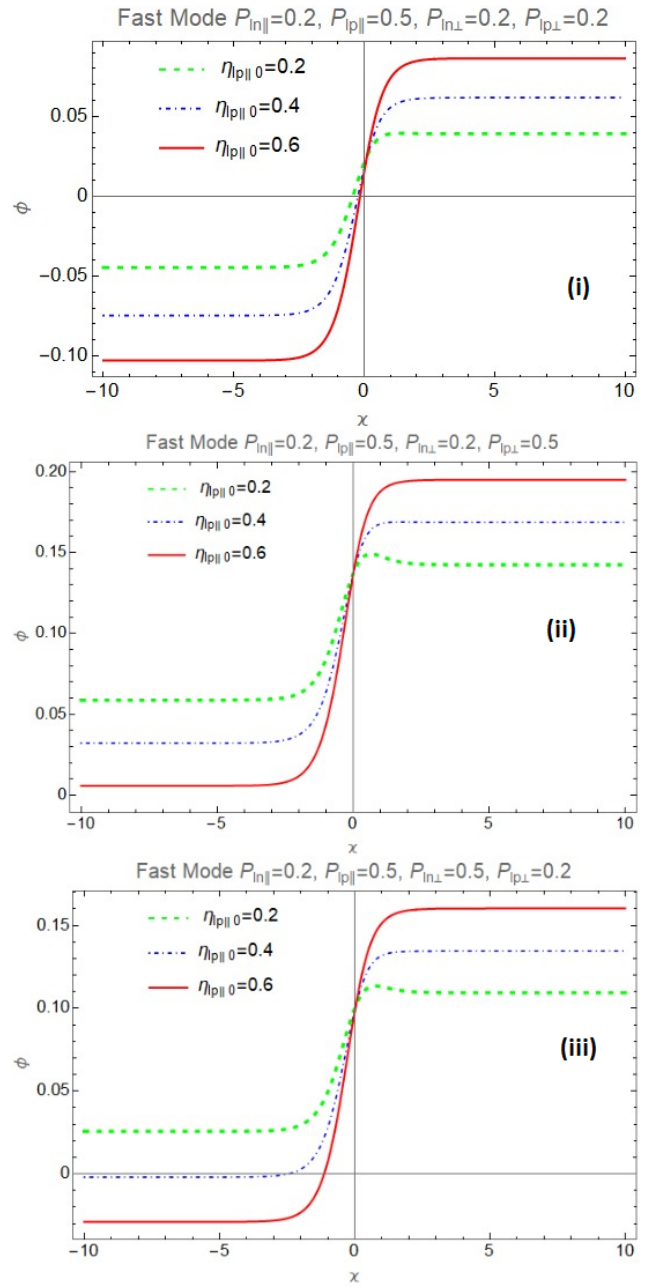 Fast Mode P_{ln∥}=0.2, P_{lp∥}=0.5, P_{ln⊥}=0.2, P_{lp⊥}=0.2
η_{lp∥ 0}=0.2
η_{lp∥ 0}=0.4
η_{lp∥ 0}=0.6
0.05
0
−0.05
−0.10
ϕ
(i)
−10 −5 0 5 10
χ
Fast Mode P_{ln∥}=0.2, P_{lp∥}=0.5, P_{ln⊥}=0.2, P_{lp⊥}=0.5
0.20
η_{lp∥ 0}=0.2
η_{lp∥ 0}=0.4
η_{lp∥ 0}=0.6
0.15
0.10
0.05
0
ϕ
(ii)
−10 −5 0 5 10
χ
Fast Mode P_{ln∥}=0.2, P_{lp∥}=0.5, P_{ln⊥}=0.5, P_{lp⊥}=0.2
η_{lp∥ 0}=0.2
η_{lp∥ 0}=0.4
η_{lp∥ 0}=0.6
0.15
0.10
0.05
0
ϕ
(iii)
−10 −5 0 5 10
χ